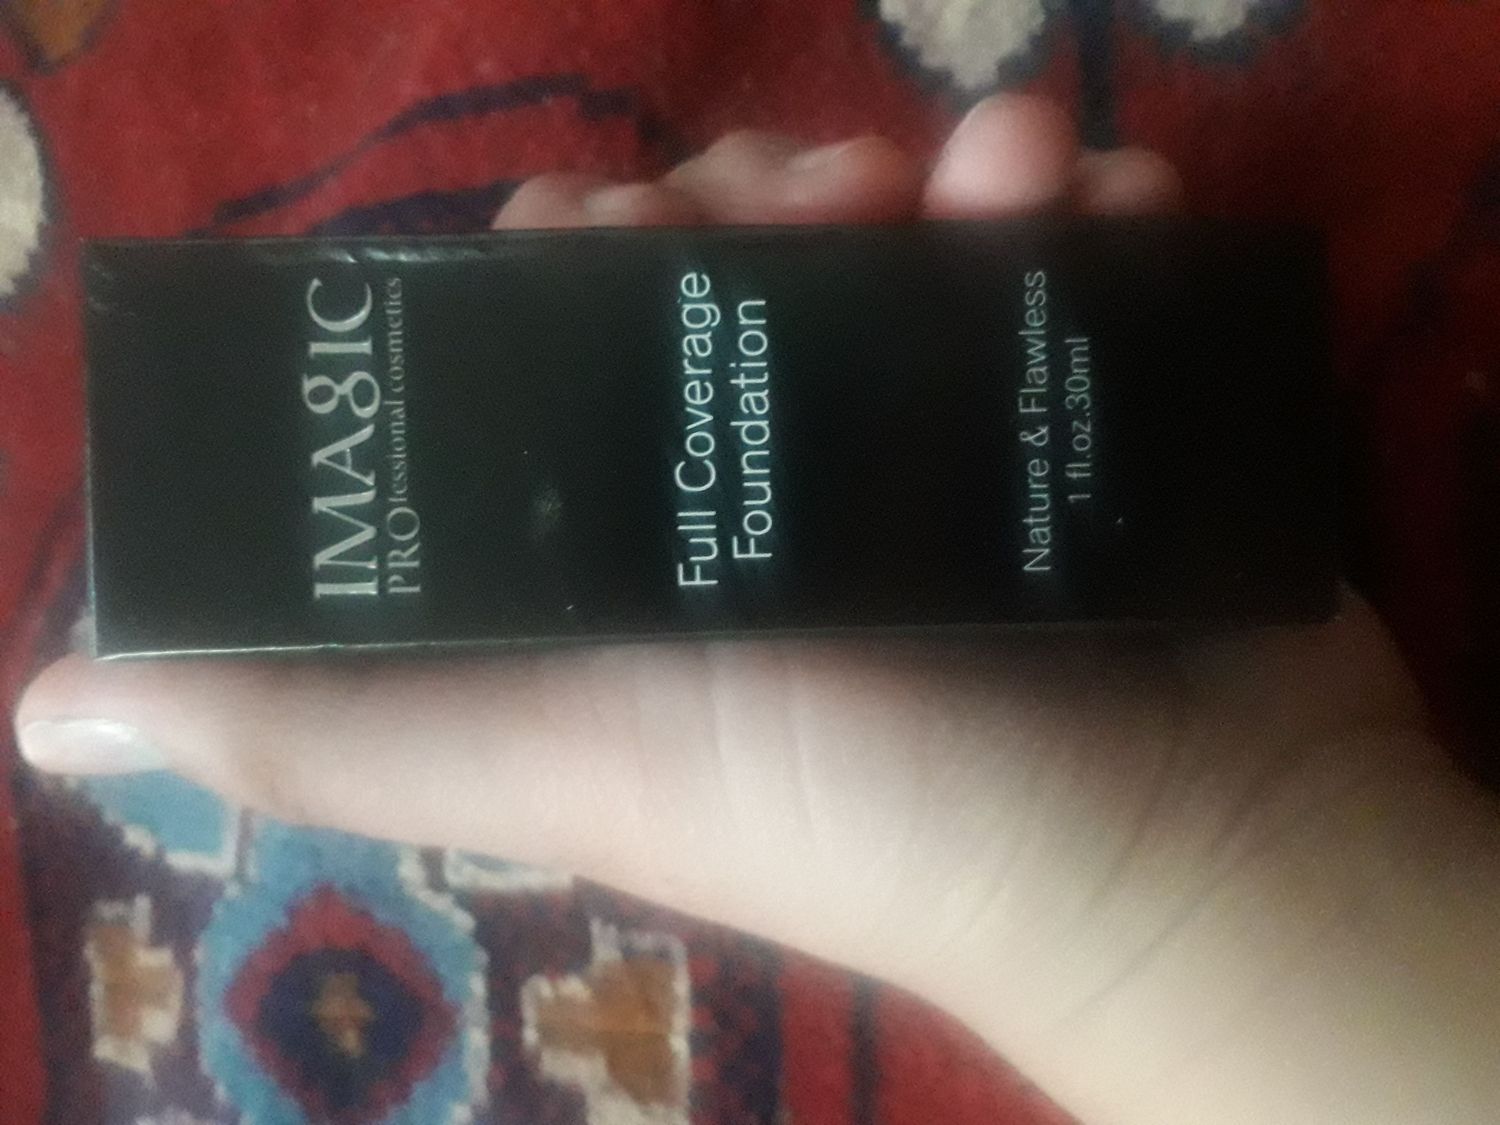 IMAgIC
PROfessional cosmetics
Full Coverage
Foundation
Nature & Flawless
1 fl.oz.30ml